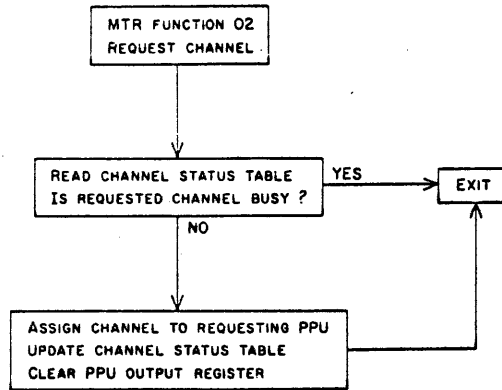 MTR FUNCTION 02
REQUEST CHANNEL
READ CHANNEL STATUS TABLE
IS REQUESTED CHANNEL BUSY ?
YES
EXIT
NO
ASSIGN CHANNEL TO REQUESTING PPU
UPDATE CHANNEL STATUS TABLE
CLEAR PPU OUTPUT REGISTER